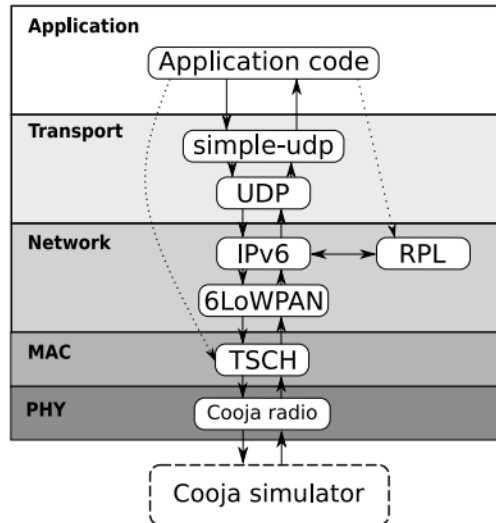 Application
Application code
Transport
simple-udp
UDP
Network
IPv6
RPL
6LoWPAN
MAC
TSCH
PHY
Cooja radio
Cooja simulator